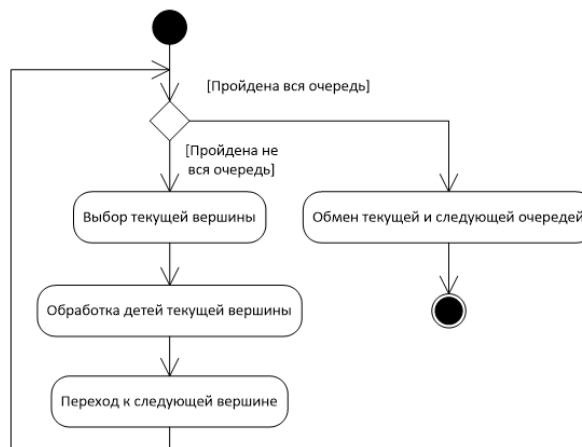 [Пройдена вся очередь]
[Пройдена не
вся очередь]
Выбор текущей вершины
Обмен текущей и следующей очередей
Обработка детей текущей вершины
Переход к следующей вершине